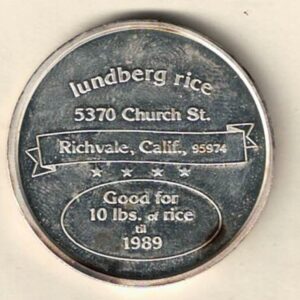 lundberg rice
5370 Church St.
Richvale, Calif., 95974
Good for
10 lbs. of rice
til
1989